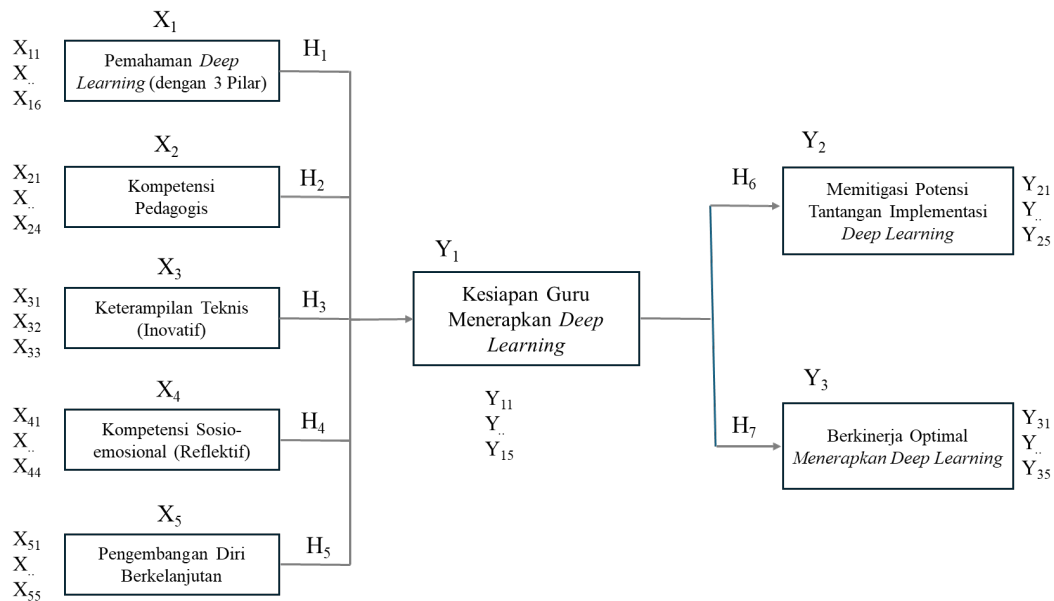 X₁
X₁₁
X..
X₁₆
Pemahaman Deep
Learning (dengan 3 Pilar)
H₁
X₂
X₂₁
X..
X₂₄
Kompetensi
Pedagogis
H₂
X₃
X₃₁
X₃₂
X₃₃
Keterampilan Teknis
(Inovatif)
H₃
X₄
X₄₁
X..
X₄₄
Kompetensi Sosio-
emosional (Reflektif)
H₄
X₅
X₅₁
X..
X₅₅
Pengembangan Diri
Berkelanjutan
H₅
Y₁
Kesiapan Guru
Menerapkan Deep
Learning
Y₁₁
Y..
Y₁₅
H₆
Y₂
Memitigasi Potensi
Tantangan Implementasi
Deep Learning
Y₂₁
Y..
Y₂₅
H₇
Y₃
Berkinerja Optimal
Menerapkan Deep Learning
Y₃₁
Y..
Y₃₅